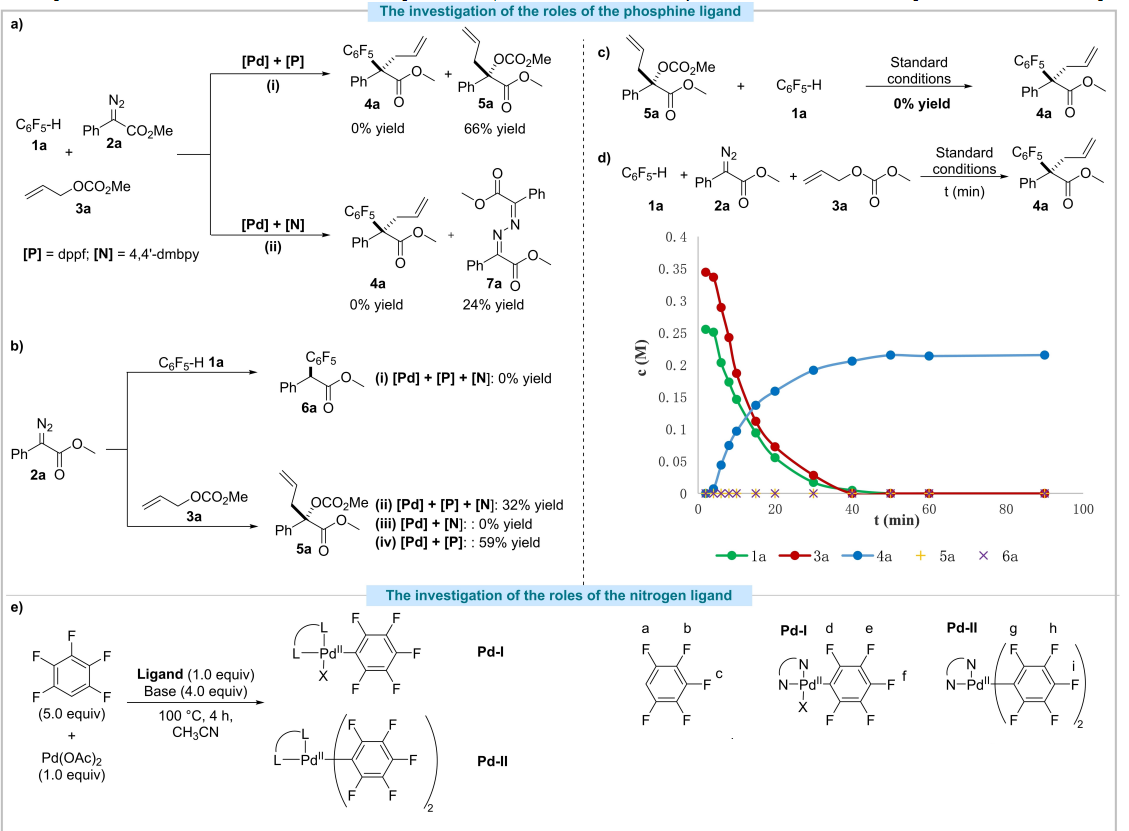 The investigation of the roles of the phosphine ligand
a)
C6F5-H
1a
+
N2
Ph
CO2Me
2a
OCO2Me
3a
[P] = dppf; [N] = 4,4'-dmbpy
[Pd] + [P]
(i)
C6F5
Ph
O
O
4a
0% yield
+
OCO2Me
Ph
O
O
5a
66% yield
[Pd] + [N]
(ii)
C6F5
Ph
O
O
4a
0% yield
+
O
O
Ph
N
N
Ph
O
O
7a
24% yield
b)
N2
Ph
O
O
2a
C6F5-H 1a
C6F5
Ph
O
O
6a
(i) [Pd] + [P] + [N]: 0% yield
OCO2Me
3a
OCO2Me
Ph
O
O
5a
(ii) [Pd] + [P] + [N]: 32% yield
(iii) [Pd] + [N]: : 0% yield
(iv) [Pd] + [P]: : 59% yield
c)
OCO2Me
Ph
O
O
5a
+
C6F5-H
1a
Standard
conditions
0% yield
C6F5
Ph
O
O
4a
d)
C6F5-H
1a
+
N2
Ph
O
O
2a
+
O
O
O
3a
Standard
conditions
t (min)
C6F5
Ph
O
O
4a
c (M)
0.4
0.35
0.3
0.25
0.2
0.15
0.1
0.05
0
0 20 40 60 80 100
t (min)
1a 3a 4a 5a 6a
The investigation of the roles of the nitrogen ligand
e)
F
F F
F F
(5.0 equiv)
+
Pd(OAc)2
(1.0 equiv)
Ligand (1.0 equiv)
Base (4.0 equiv)
100 °C, 4 h,
CH3CN
F F
L
L PdII F
X
F F
Pd-I
F F
L
L PdII F
F F
2
Pd-II
a b
F F
F c
F F
Pd-I d e
F F
N
N PdII F f
X
F F
Pd-II g h
F F
N i
N PdII F
F F
2